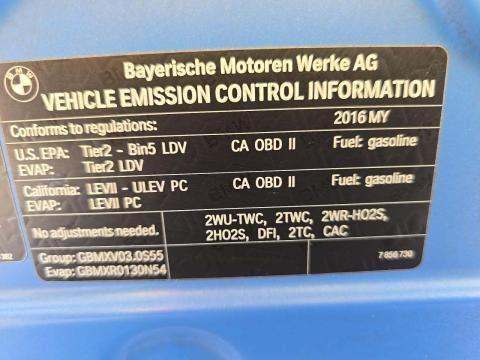 BMW
Bayerische Motoren Werke AG
VEHICLE EMISSION CONTROL INFORMATION
Conforms to regulations: 2016 MY
U.S. EPA: Tier2 - Bin5 LDV CA OBD II Fuel: gasoline
EVAP: Tier2 LDV
California: LEVII - ULEV PC CA OBD II Fuel: gasoline
EVAP: LEVII PC
No adjustments needed. 2WU-TWC, 2TWC, 2WR-HO2S,
2HO2S, DFI, 2TC, CAC
Group: GBMXV03.0S55
Evap: GBMXR0130N54 7 856 730